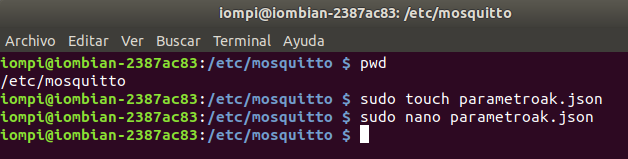 iompi@iombian-2387ac83: /etc/mosquitto
Archivo Editar Ver Buscar Terminal Ayuda
iompi@iombian-2387ac83:/etc/mosquitto $ pwd
/etc/mosquitto
iompi@iombian-2387ac83:/etc/mosquitto $ sudo touch parametroak.json
iompi@iombian-2387ac83:/etc/mosquitto $ sudo nano parametroak.json
iompi@iombian-2387ac83:/etc/mosquitto $